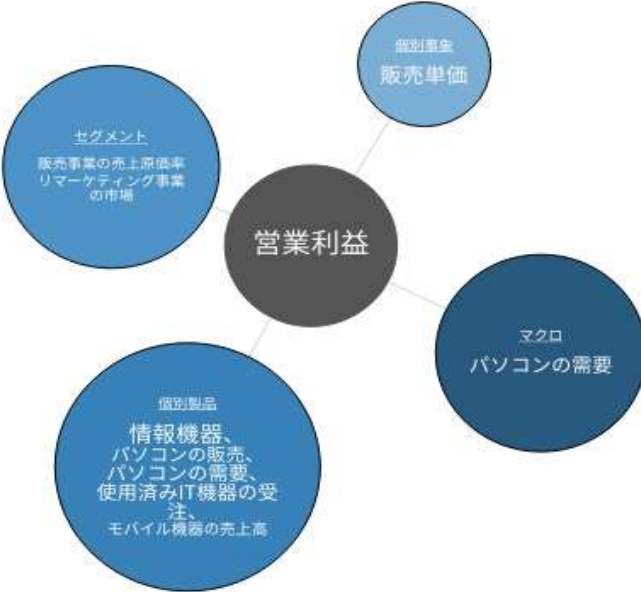 個別事象
販売単価
セグメント
販売事業の売上原価率
リマーケティング事業
の市場
営業利益
マクロ
パソコンの需要
個別製品
情報機器、
パソコンの販売、
パソコンの需要、
使用済みIT機器の受
注、
モバイル機器の売上高